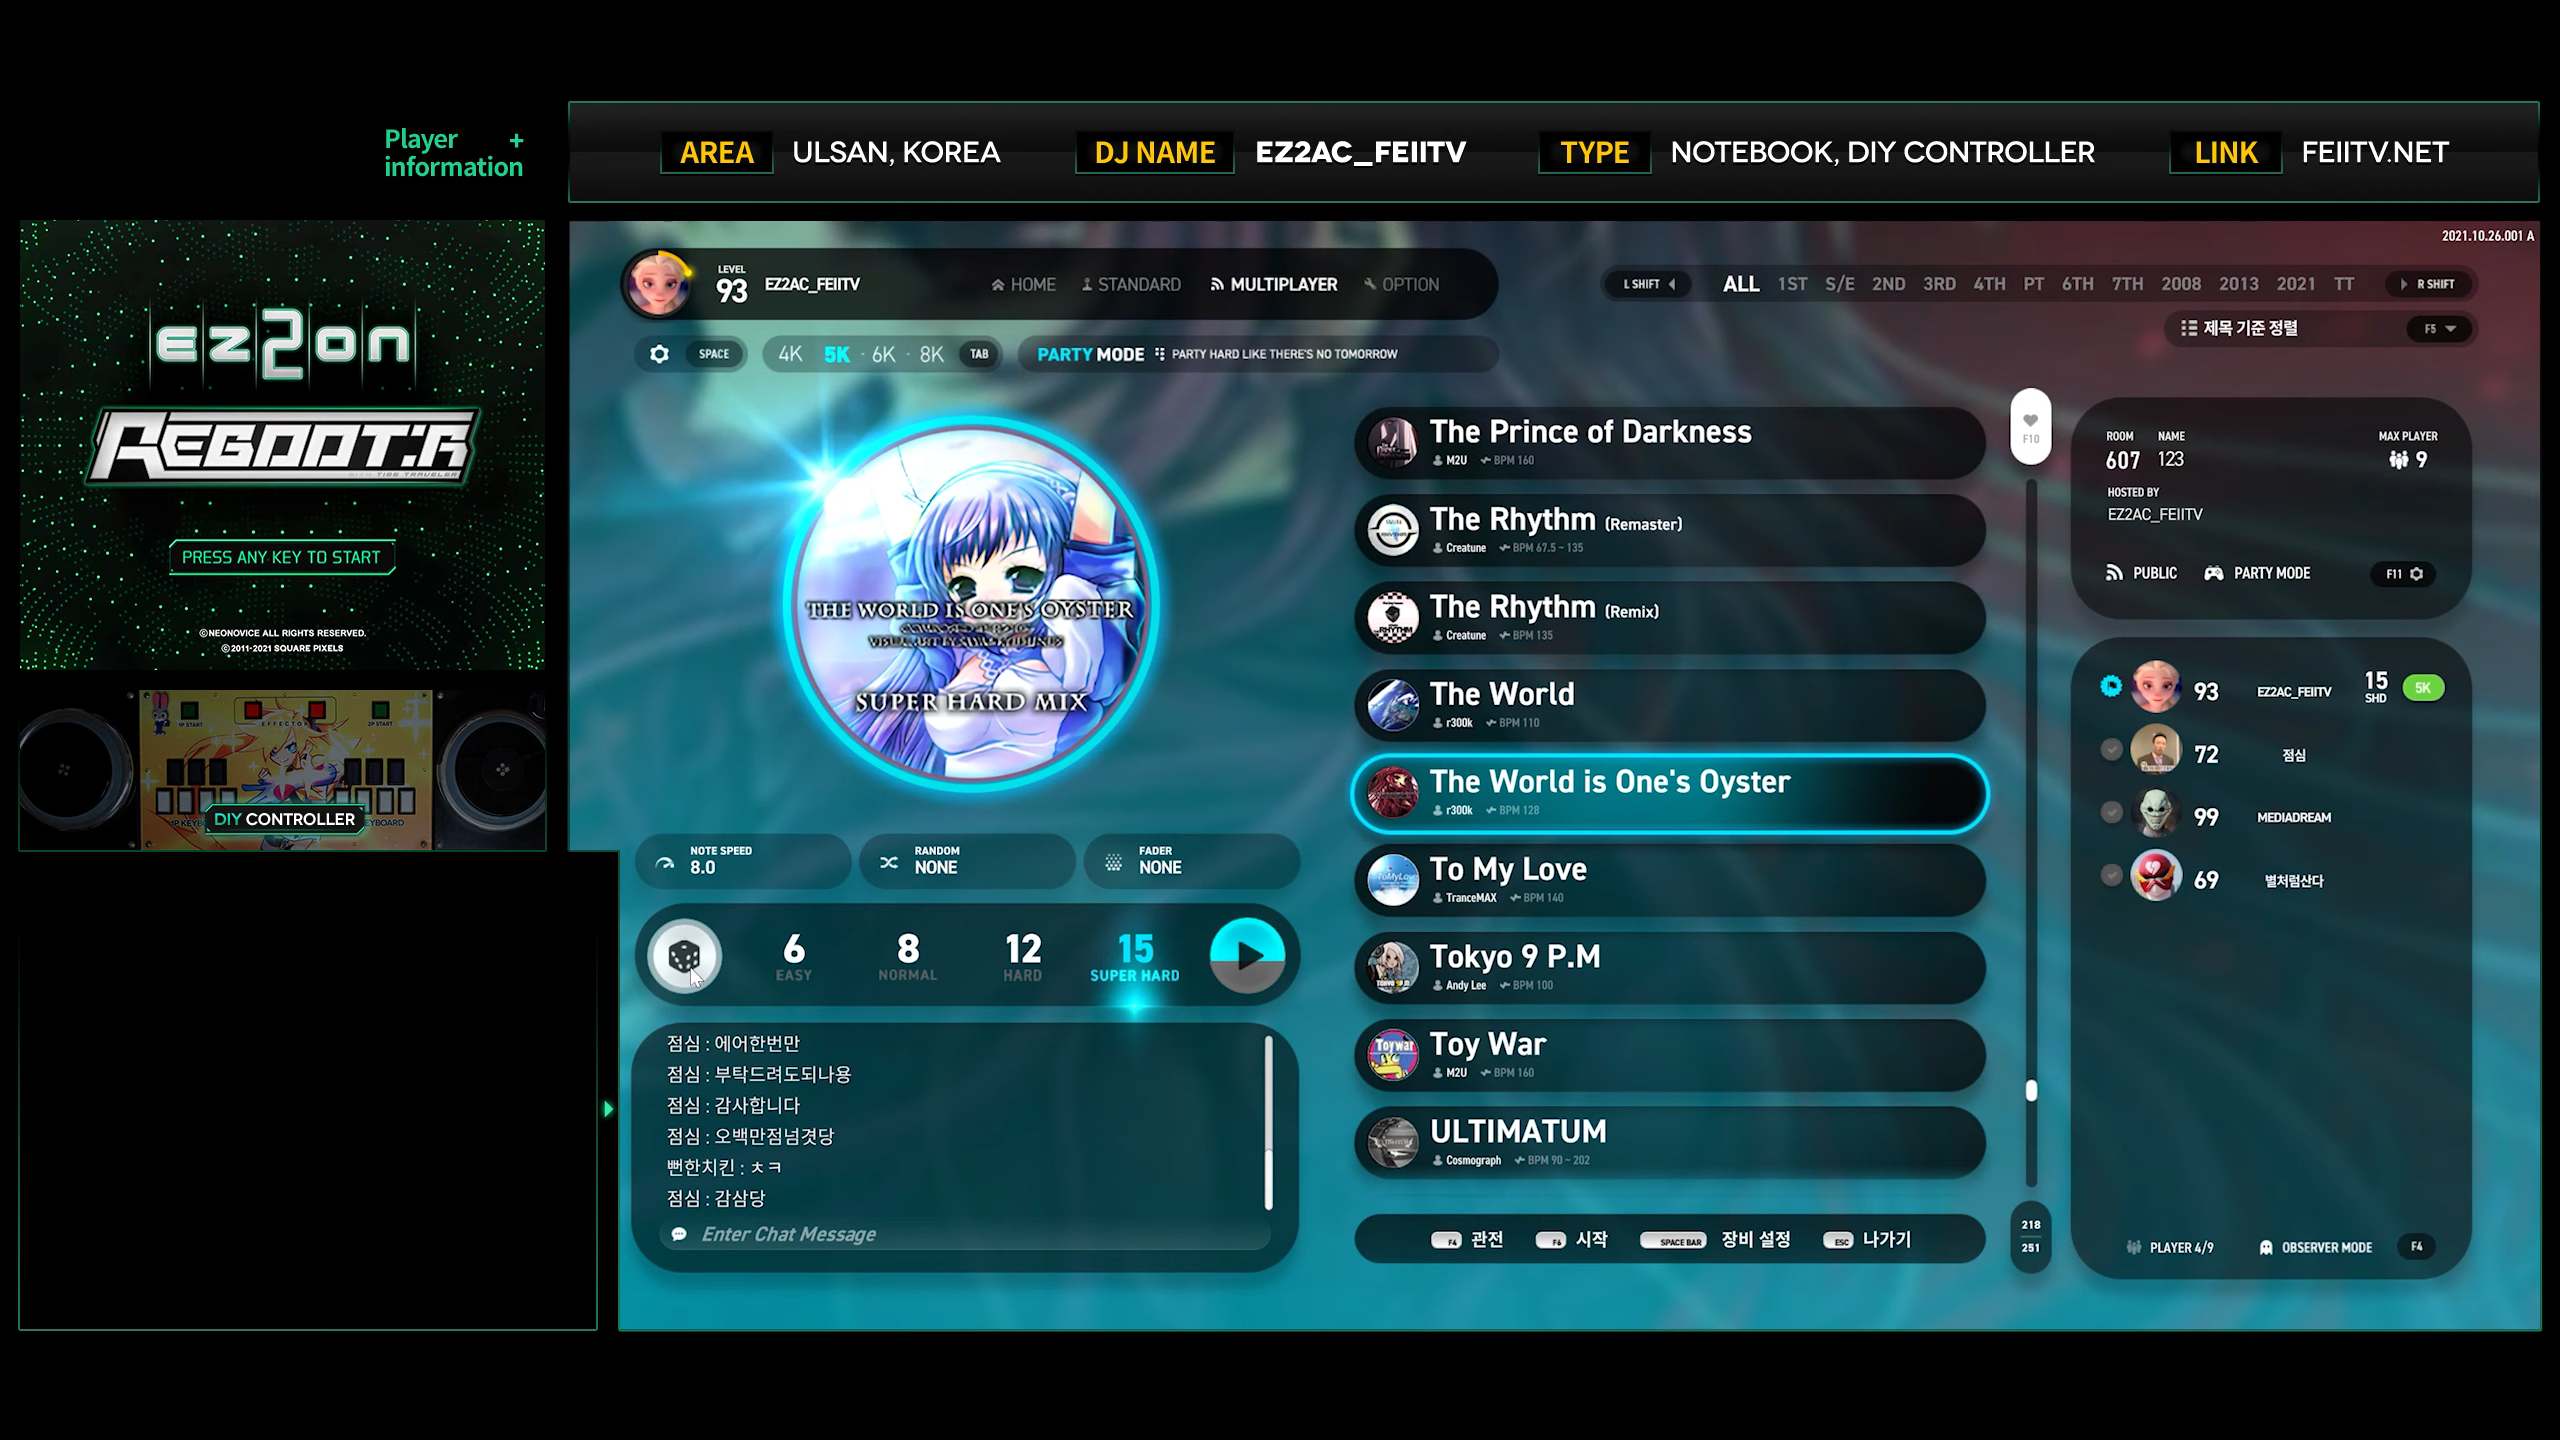 Player +
information
AREA ULSAN, KOREA DJ NAME EZ2AC_FEIITV TYPE NOTEBOOK, DIY CONTROLLER LINK FEIITV.NET
ez2on
REBOOT:R
PRESS ANY KEY TO START
©NEONOVICE ALL RIGHTS RESERVED.
©2011-2021 SQUARE PIXELS
1P START EFFECTOR 2P START
DIY CONTROLLER
2021.10.26.001 A
LEVEL
93 EZ2AC_FEIITV HOME STANDARD MULTIPLAYER OPTION
L SHIFT ALL 1ST S/E 2ND 3RD 4TH PT 6TH 7TH 2008 2013 2021 TT R SHIFT
제목 기준 정렬 F5
SPACE 4K 5K 6K 8K TAB PARTY MODE PARTY HARD LIKE THERE'S NO TOMORROW
THE WORLD IS ONE'S OYSTER
SUPER HARD MIX
NOTE SPEED
8.0
RANDOM
NONE
FADER
NONE
6 8 12 15
EASY NORMAL HARD SUPER HARD
점심 : 에어한번만
점심 : 부탁드려도되나용
점심 : 감사합니다
점심 : 오백만점넘겻당
뻔한치킨 : ㅊㅋ
점심 : 감삼당
Enter Chat Message
The Prince of Darkness
M2U BPM 160
The Rhythm (Remaster)
Creatune BPM 67.5 ~ 135
The Rhythm (Remix)
Creatune BPM 135
The World
r300k BPM 110
The World is One's Oyster
r300k BPM 128
To My Love
TranceMAX BPM 140
Tokyo 9 P.M
Andy Lee BPM 100
Toy War
M2U BPM 160
ULTIMATUM
Cosmograph BPM 90 ~ 202
F4 관전 F6 시작 SPACE BAR 장비 설정 ESC 나가기
F10
218
251
ROOM NAME MAX PLAYER
607 123 9
HOSTED BY
EZ2AC_FEIITV
PUBLIC PARTY MODE F11
93 EZ2AC_FEIITV 15 SHD 5K
72 점심
99 MEDIADREAM
69 별처럼산다
PLAYER 4/9 OBSERVER MODE F4